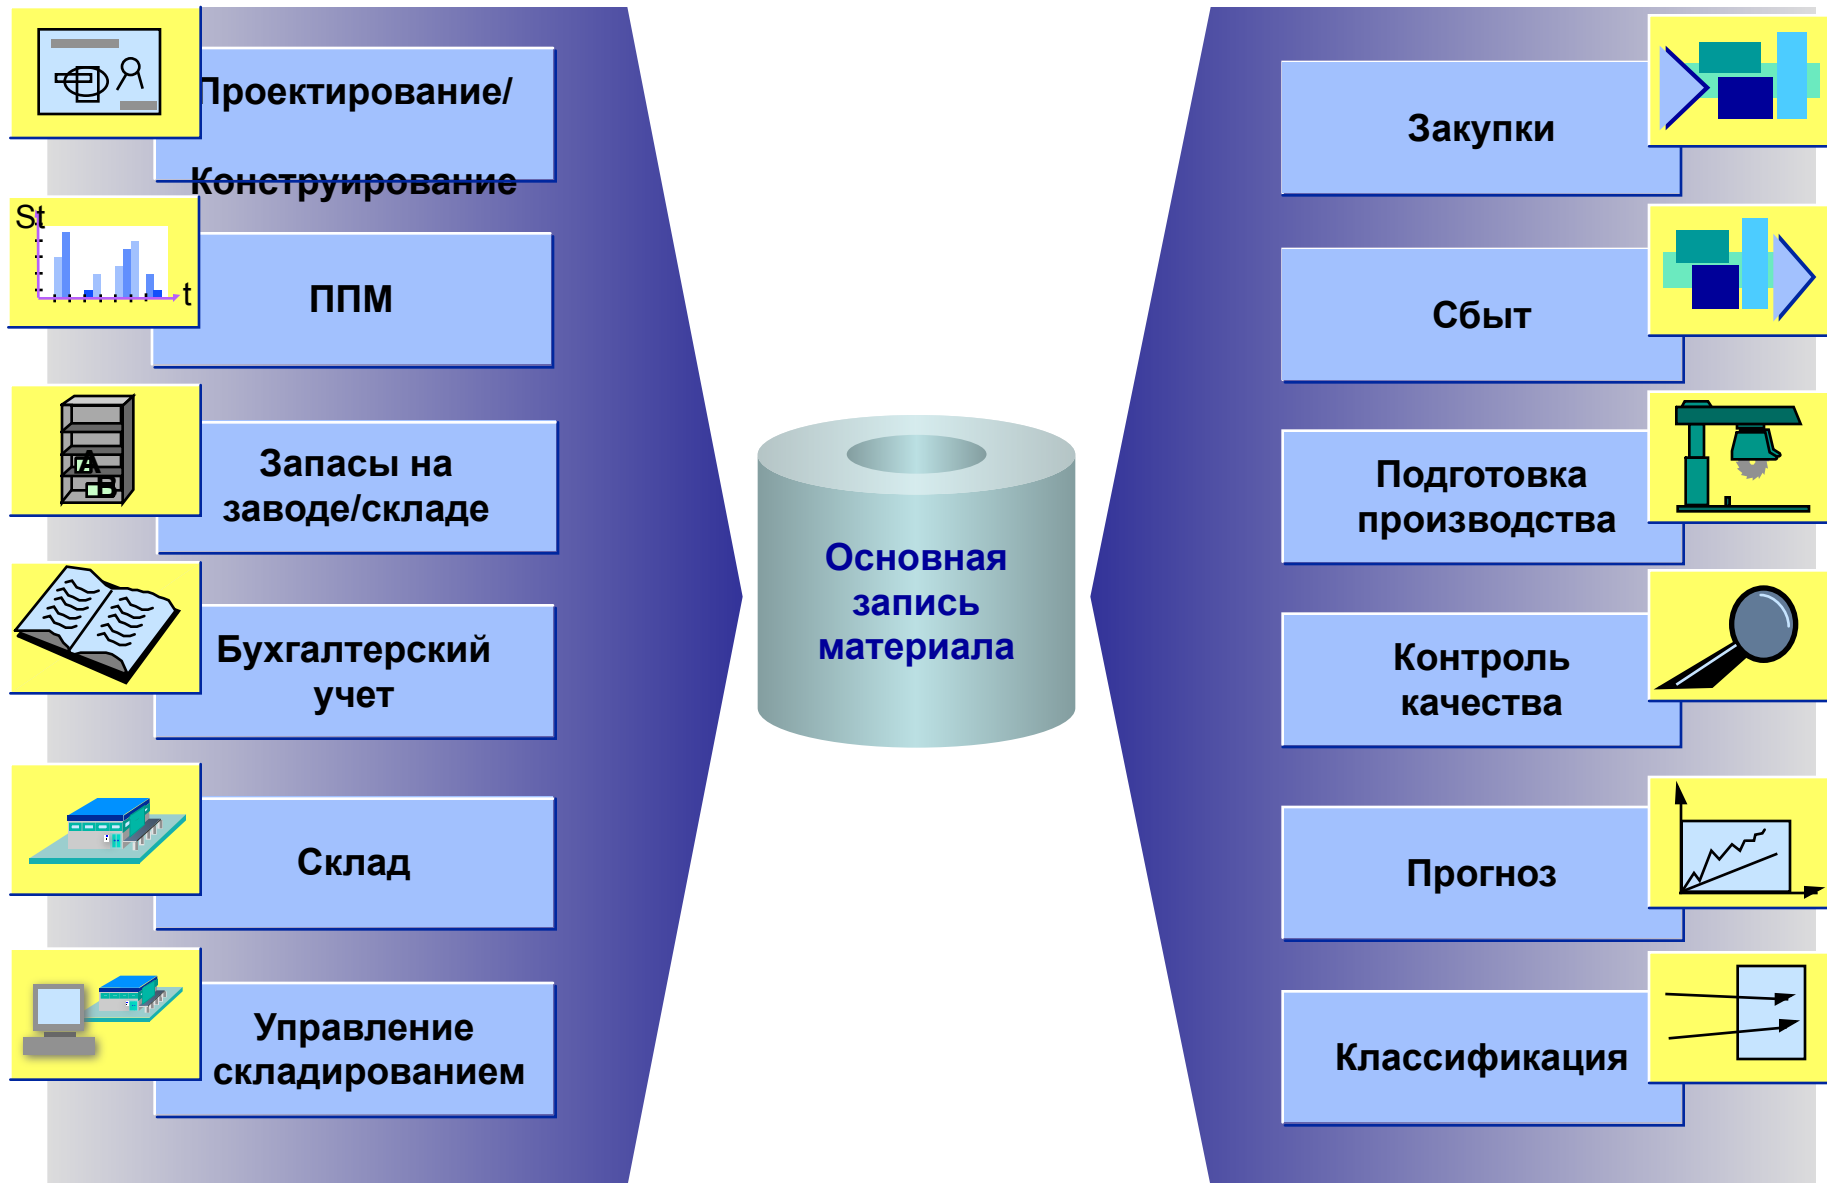 Проектирование/
Конструирование
St
t
ППМ
A
B
Запасы на
заводе/складе
Бухгалтерский
учет
Склад
Управление
складированием
Основная
запись
материала
Закупки
Сбыт
Подготовка
производства
Контроль
качества
Прогноз
Классификация